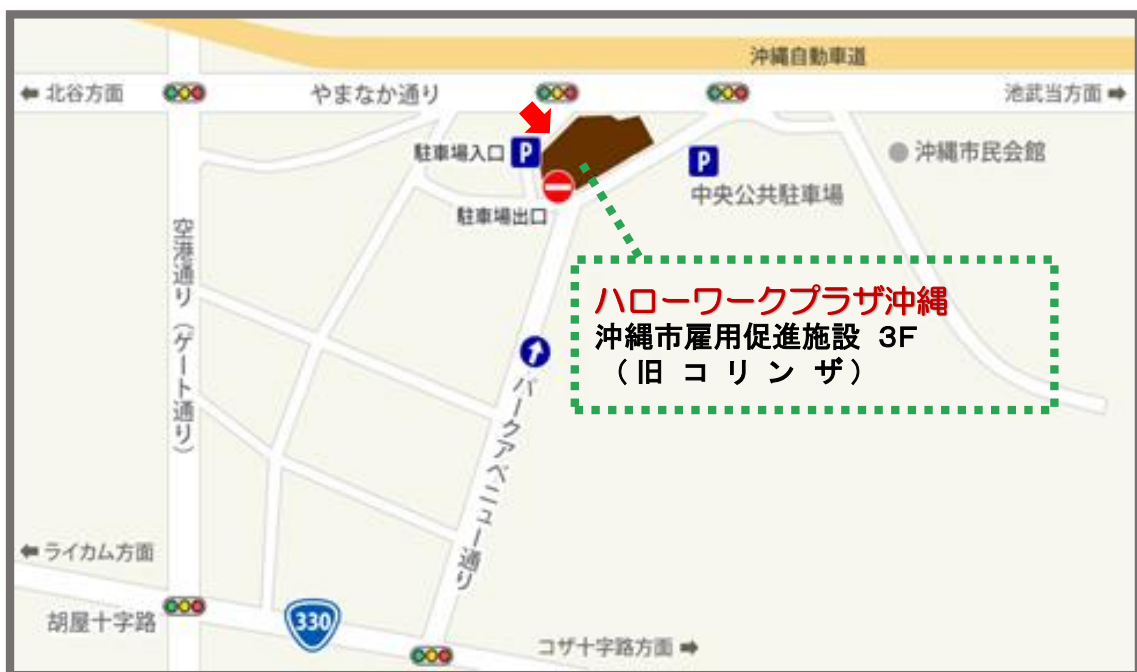 沖縄自動車道
⬅ 北谷方面
やまなか通り
池武当方面 ➡
駐車場入口 P
P
沖縄市民会館
中央公共駐車場
駐車場出口
空港通り（ゲート通り）
ハローワークプラザ沖縄
沖縄市雇用促進施設 3F
（旧 コ リ ン ザ）
パークアベニュー通り
⬅ ライカム方面
胡屋十字路
330
コザ十字路方面 ➡